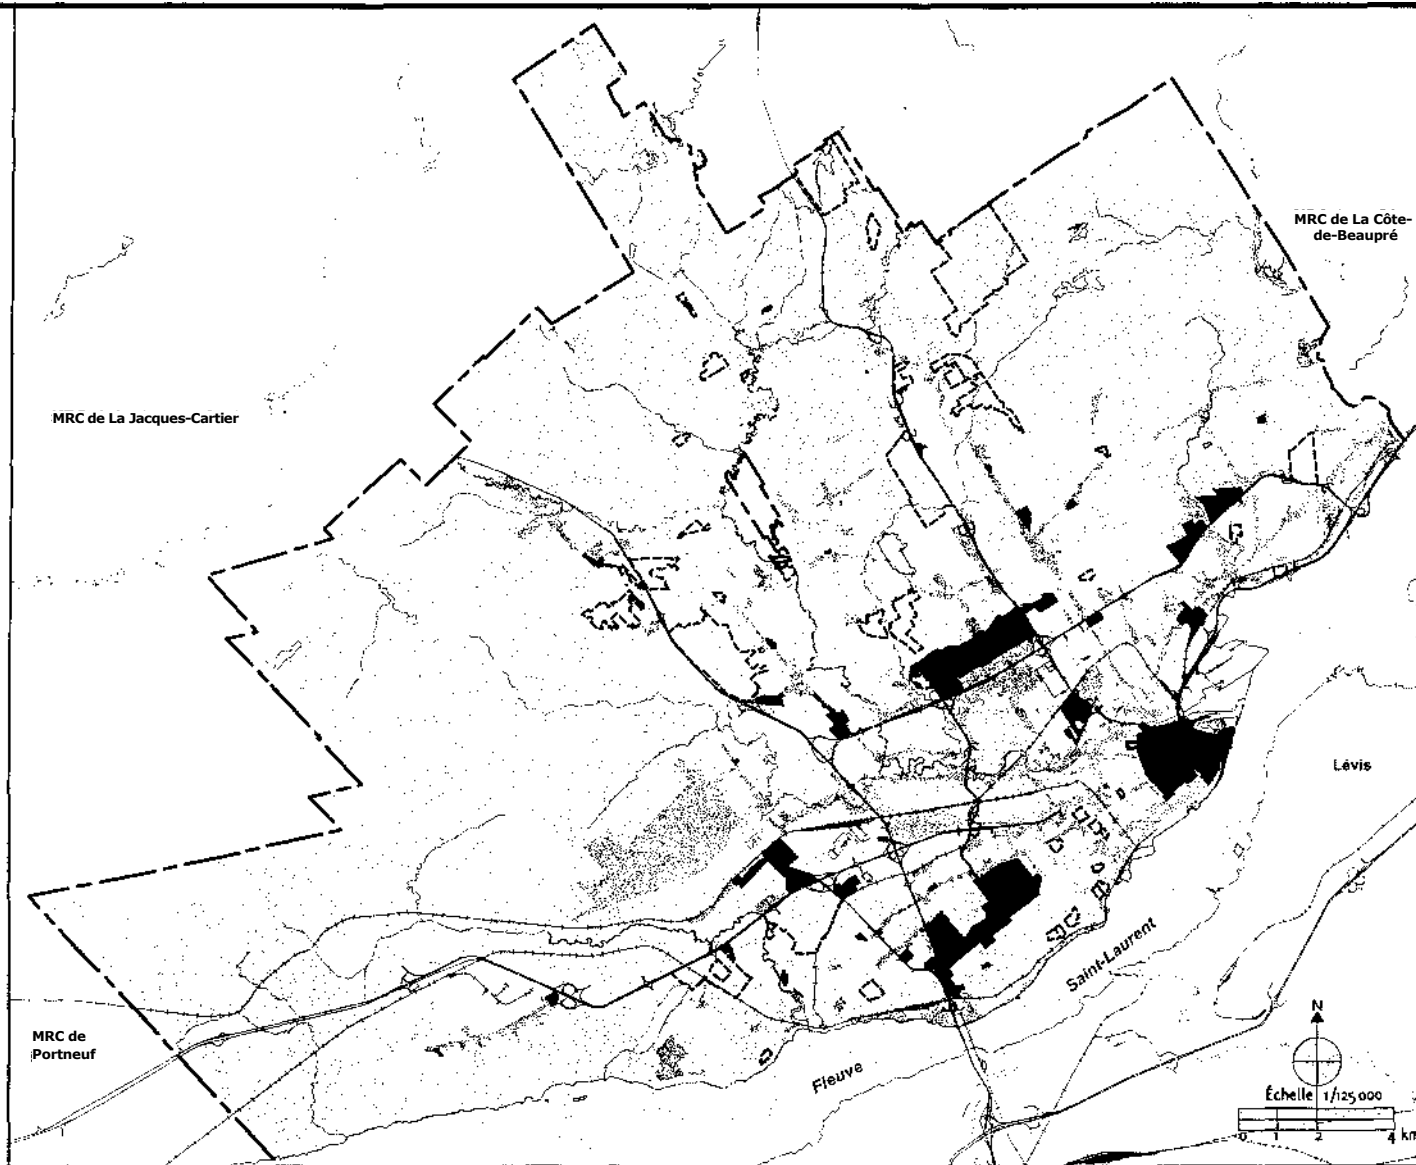 MRC de La Côte-
de-Beaupré
MRC de La Jacques-Cartier
Lévis
Saint-Laurent
Fleuve
MRC de
Portneuf
N
Échelle 1/125 000
0 1 2 4 km